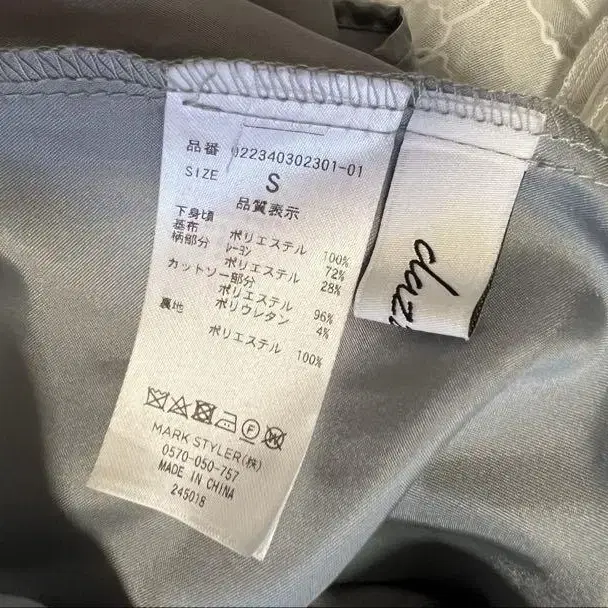 品番 022340302301-01
SIZE S
品質表示
下身頃
基布 ポリエステル 100%
柄部分 レーヨン 72%
ポリエステル 28%
カットソー部分
ポリエステル 96%
ポリウレタン 4%
裏地
ポリエステル 100%
F W
MARK STYLER(株)
0570-050-757
MADE IN CHINA
245018